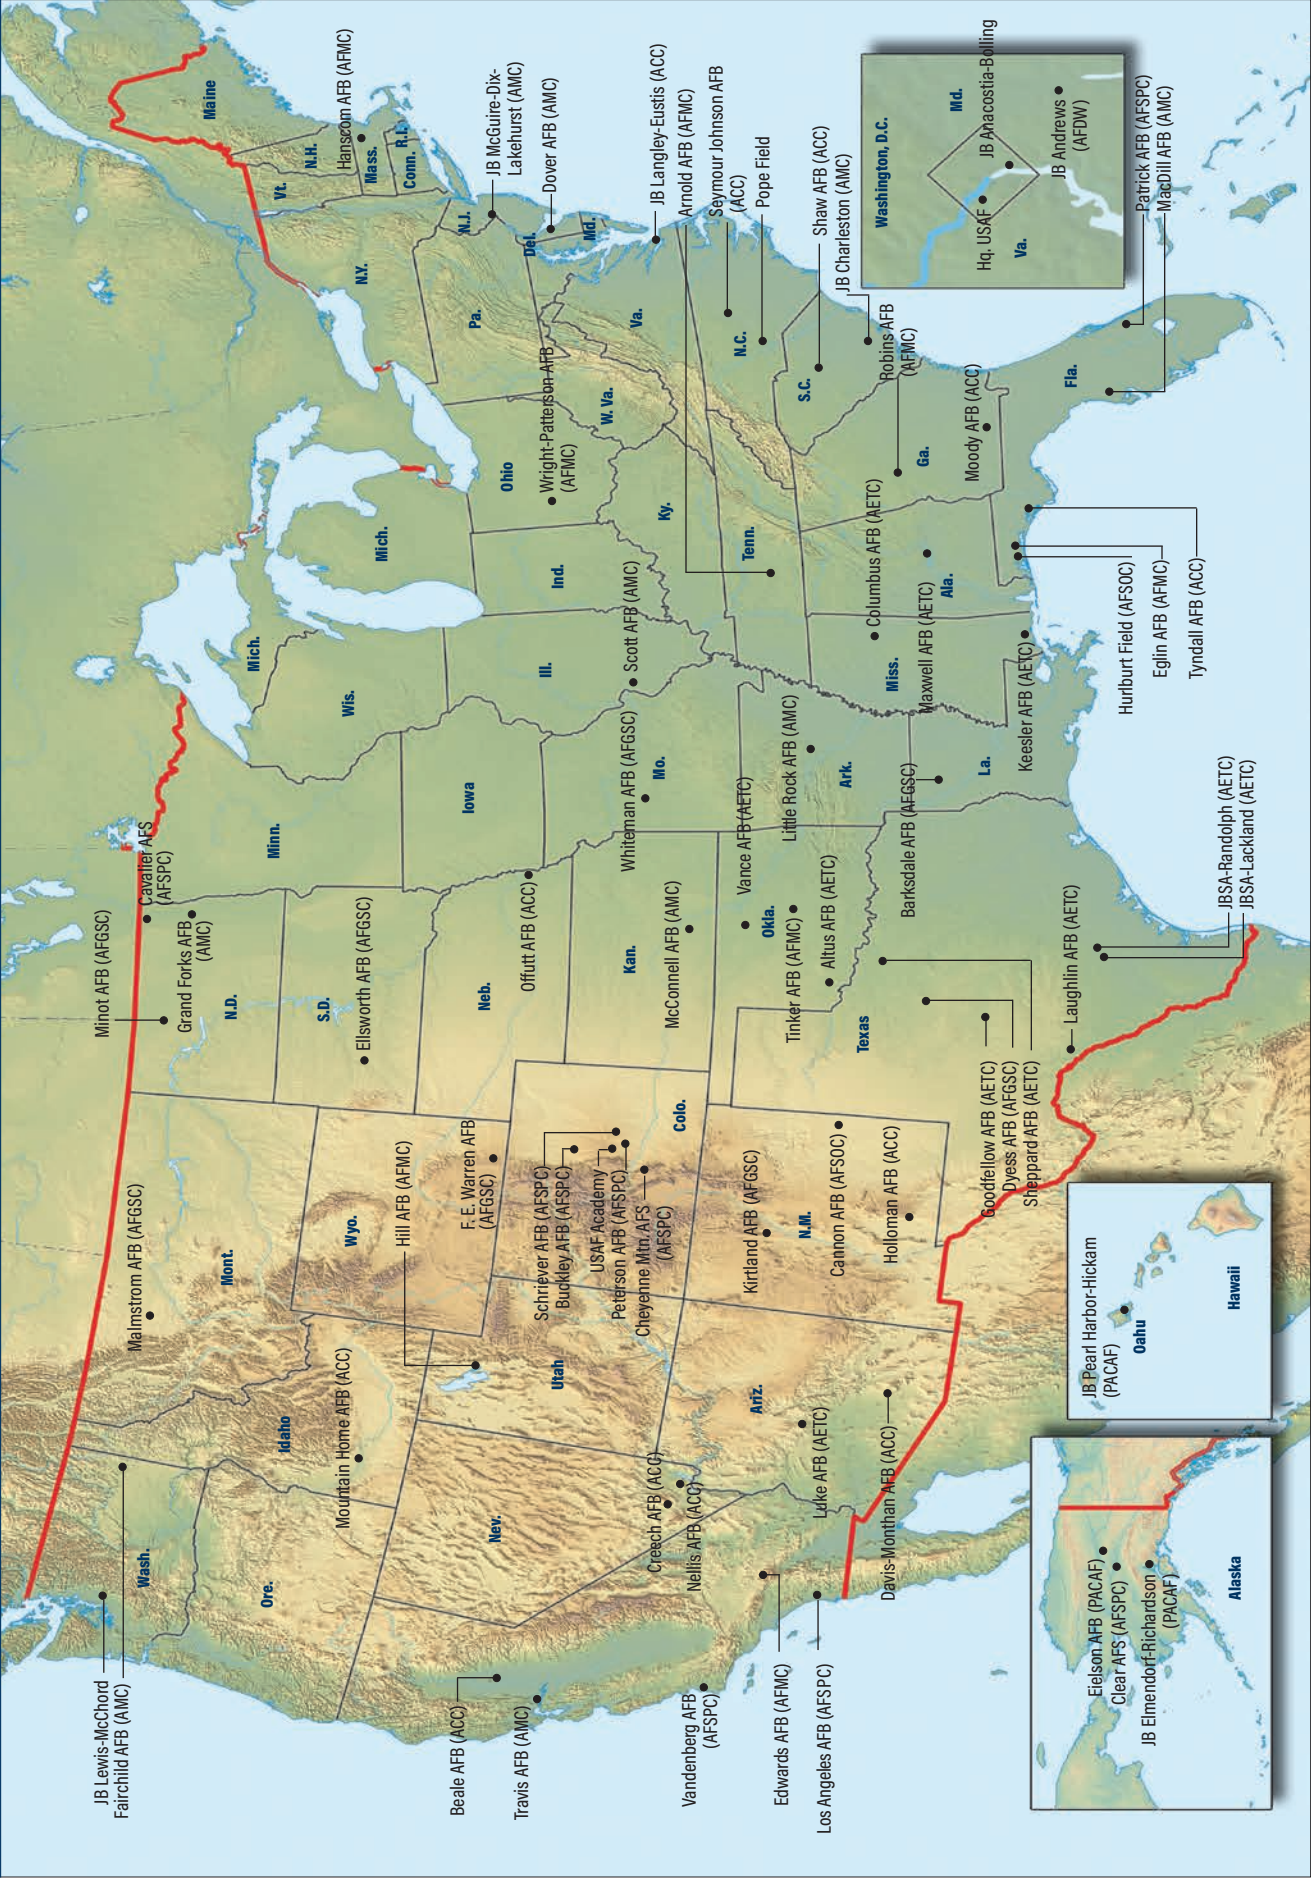 JB Lewis-McChord
Fairchild AFB (AMC)
Wash.
Ore.
Idaho
Mountain Home AFB (ACC)
Malmstrom AFB (AFGSC)
Mont.
Wyo.
Hill AFB (AFMC)
F. E. Warren AFB
(AFGSC)
Minot AFB (AFGSC)
Cavalier AFS
(AFSPC)
Grand Forks AFB
(AMC)
N.D.
S.D.
Ellsworth AFB (AFGSC)
Minn.
Neb.
Offutt AFB (ACC)
Iowa
Wis.
Mich.
Mich.
Ill.
Ind.
Ohio
Wright-Patterson AFB
(AFMC)
Scott AFB (AMC)
Maine
Vt.
N.H.
Hanscom AFB (AFMC)
Mass.
Conn.
R.I.
N.Y.
Pa.
N.J.
JB McGuire-Dix-
Lakehurst (AMC)
Del.
Dover AFB (AMC)
Md.
W. Va.
Va.
JB Langley-Eustis (ACC)
Ky.
Tenn.
Arnold AFB (AFMC)
Seymour Johnson AFB
(ACC)
Pope Field
N.C.
Shaw AFB (ACC)
JB Charleston (AMC)
S.C.
Robins AFB
(AFMC)
Ga.
Moody AFB (ACC)
Fla.
Patrick AFB (AFSPC)
MacDill AFB (AMC)
Washington, D.C.
Md.
Va.
Hq. USAF
JB Anacostia-Bolling
JB Andrews
(AFDW)
Beale AFB (ACC)
Travis AFB (AMC)
Vandenberg AFB
(AFSPC)
Edwards AFB (AFMC)
Los Angeles AFB (AFSPC)
Nev.
Creech AFB (ACC)
Nellis AFB (ACC)
Utah
Ariz.
Luke AFB (AETC)
Davis-Monthan AFB (ACC)
Colo.
Schriever AFB (AFSPC)
Buckley AFB (AFSPC)
USAF Academy
Peterson AFB (AFSPC)
Cheyenne Mtn. AFS
(AFSPC)
Kirtland AFB (AFGSC)
N.M.
Cannon AFB (AFSOC)
Holloman AFB (ACC)
Kan.
McConnell AFB (AMC)
Mo.
Whiteman AFB (AFGSC)
Vance AFB (AETC)
Okla.
Tinker AFB (AFMC)
Altus AFB (AETC)
Little Rock AFB (AMC)
Ark.
Texas
Goodfellow AFB (AETC)
Dyess AFB (AFGSC)
Sheppard AFB (AETC)
Laughlin AFB (AETC)
JBSA-Randolph (AETC)
JBSA-Lackland (AETC)
Barksdale AFB (AFGSC)
La.
Miss.
Columbus AFB (AETC)
Maxwell AFB (AETC)
Ala.
Keesler AFB (AETC)
Hurlburt Field (AFSOC)
Eglin AFB (AFMC)
Tyndall AFB (ACC)
Eielson AFB (PACAF)
Clear AFS (AFSPC)
JB Elmendorf-Richardson
(PACAF)
Alaska
JB Pearl Harbor-Hickam
(PACAF)
Oahu
Hawaii